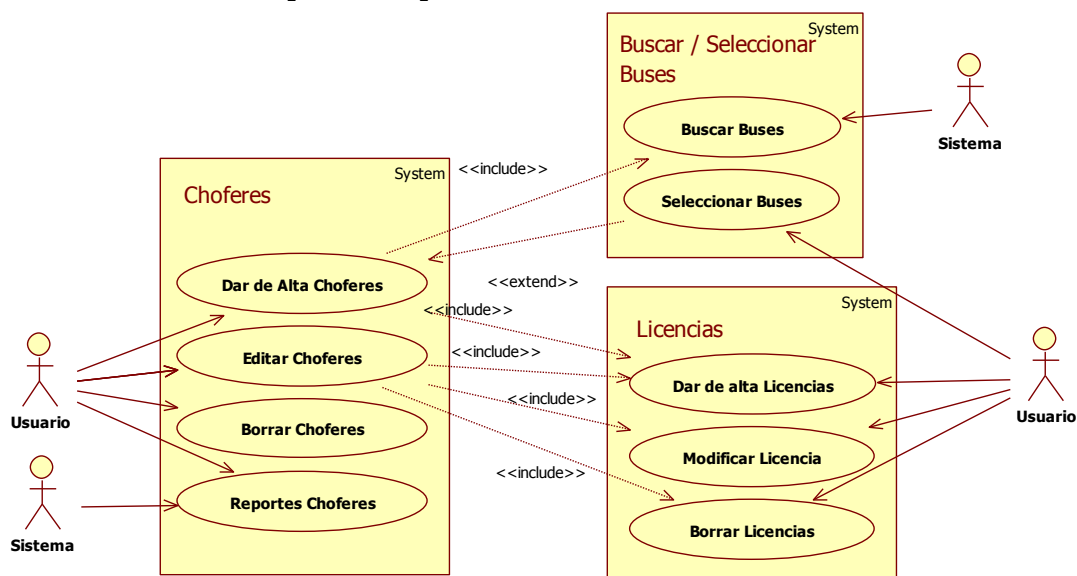 System
Buscar / Seleccionar
Buses
Buscar Buses
Seleccionar Buses
Sistema
System
Choferes
Dar de Alta Choferes
Editar Choferes
Borrar Choferes
Reportes Choferes
Usuario
Sistema
<<include>>
<<extend>>
<<include>>
<<include>>
<<include>>
<<include>>
System
Licencias
Dar de alta Licencias
Modificar Licencia
Borrar Licencias
Usuario